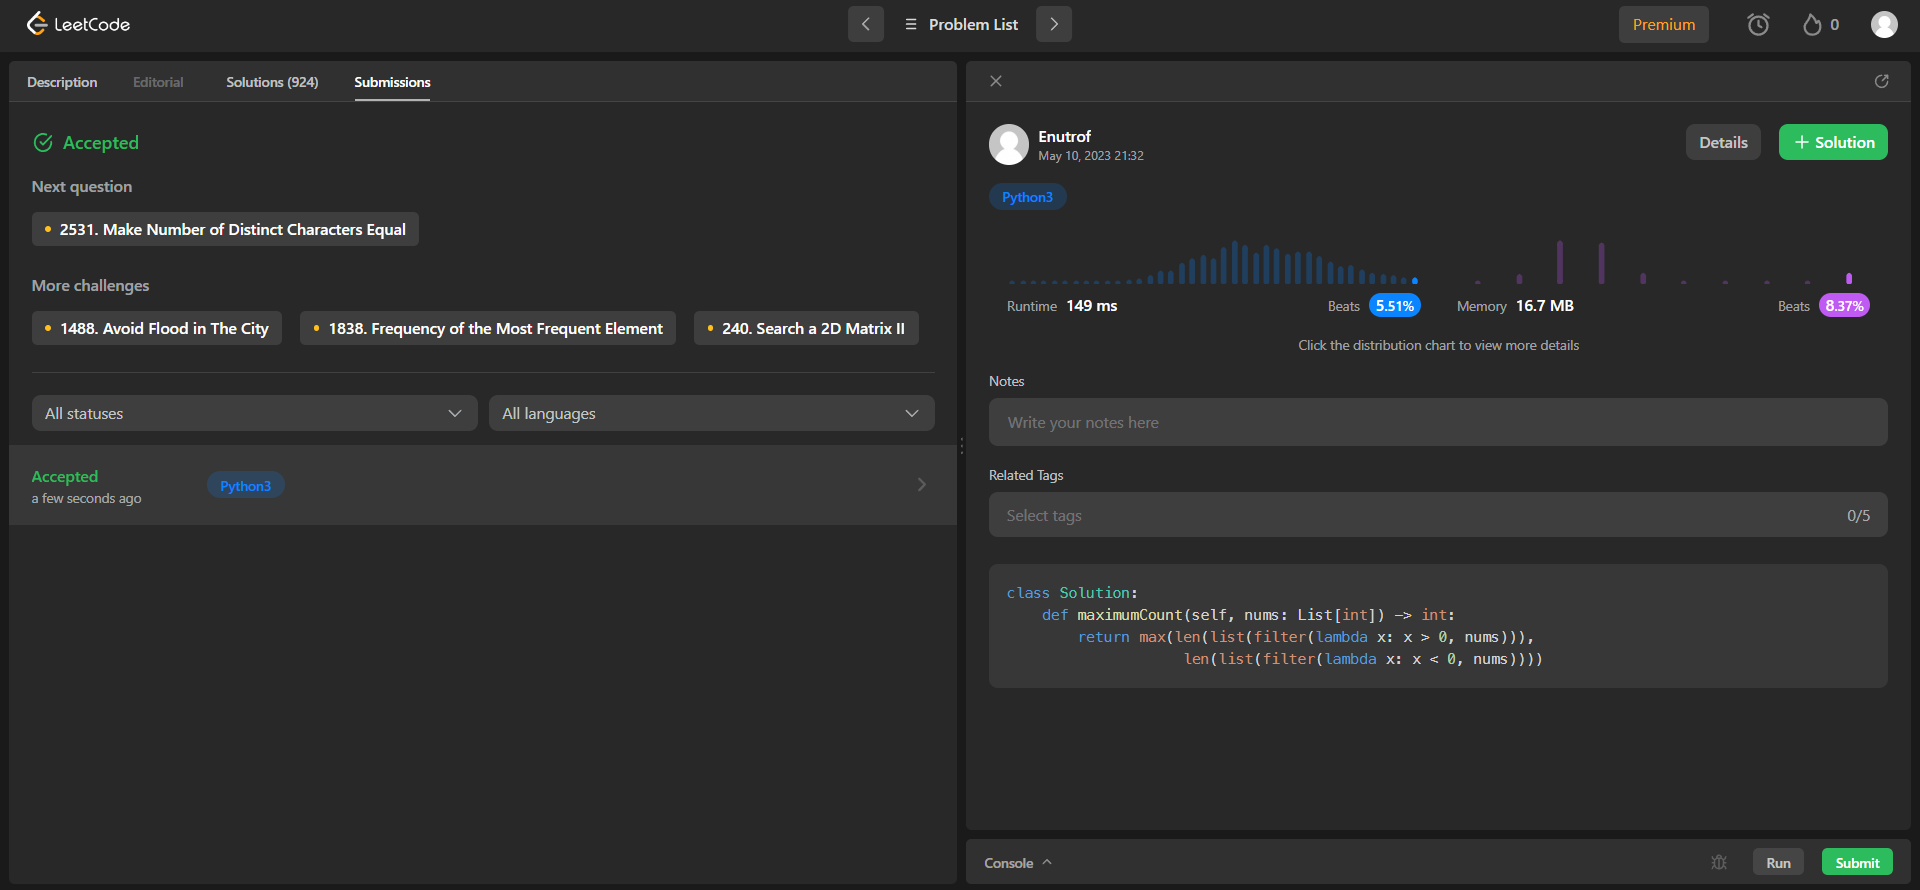 LeetCode
Problem List
Premium
0
Description Editorial Solutions (924) Submissions
Accepted
Next question
2531. Make Number of Distinct Characters Equal
More challenges
1488. Avoid Flood in The City
1838. Frequency of the Most Frequent Element
240. Search a 2D Matrix II
All statuses
All languages
Accepted
a few seconds ago
Python3
Enutrof
May 10, 2023 21:32
Details
Solution
Python3
Runtime 149 ms Beats 5.51%
Memory 16.7 MB Beats 8.37%
Click the distribution chart to view more details
Notes
Write your notes here
Related Tags
Select tags 0/5
class Solution:
    def maximumCount(self, nums: List[int]) -> int:
        return max(len(list(filter(lambda x: x > 0, nums))),
                    len(list(filter(lambda x: x < 0, nums))))
Console
Run
Submit